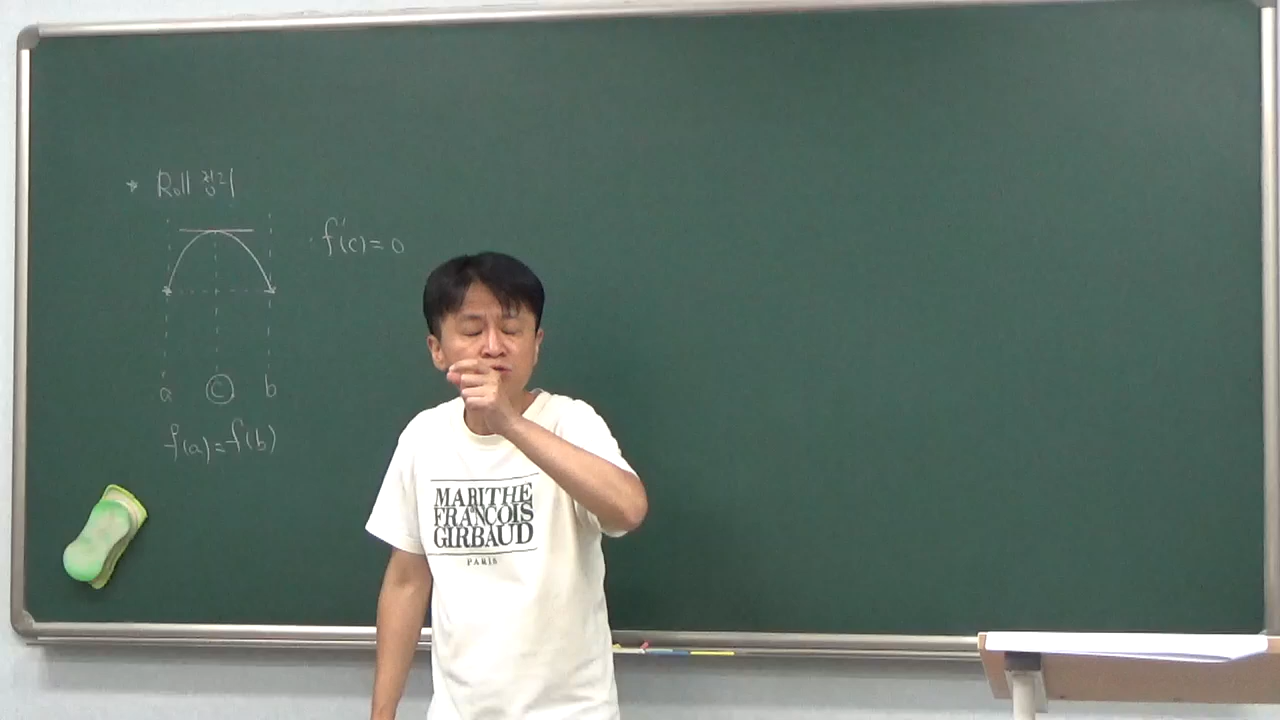 * Roll 정리
f'(c)=0
a c b
f(a)=f(b)
MARITHE
FRANCOIS
GIRBAUD
PARIS